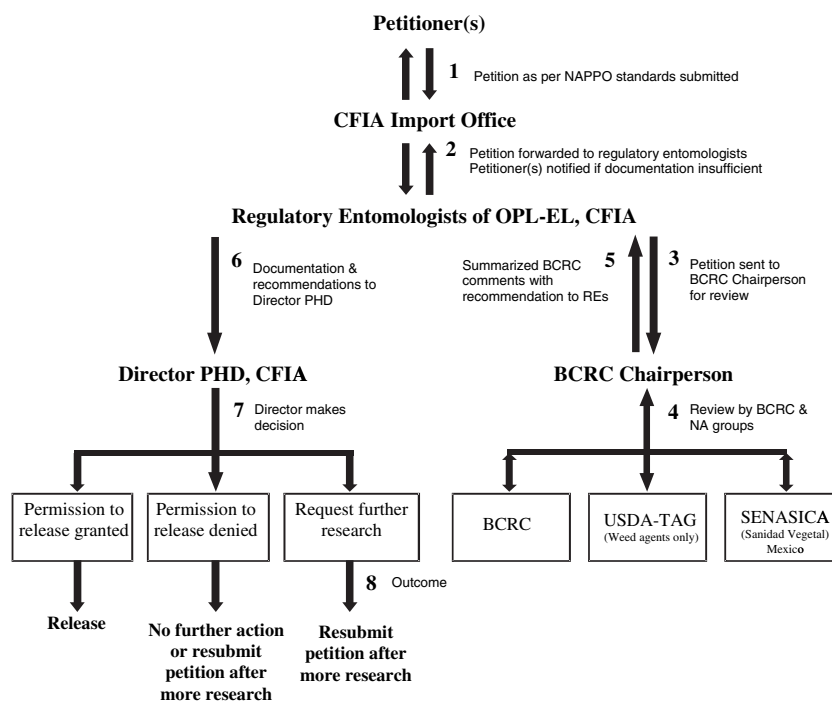 Petitioner(s)
1
Petition as per NAPPO standards submitted
CFIA Import Office
2
Petition forwarded to regulatory entomologists
Petitioner(s) notified if documentation insufficient
Regulatory Entomologists of OPL-EL, CFIA
6
Documentation &
recommendations to
Director PHD
Summarized BCRC
comments with
recommendation to REs
5
3
Petition sent to
BCRC Chairperson
for review
Director PHD, CFIA
BCRC Chairperson
7
Director makes
decision
4
Review by BCRC &
NA groups
Permission to
release granted
Permission to
release denied
Request further
research
BCRC
USDA-TAG
(Weed agents only)
SENASICA
(Sanidad Vegetal)
Mexico
8
Outcome
Release
No further action
or resubmit
petition after
more research
Resubmit
petition after
more research